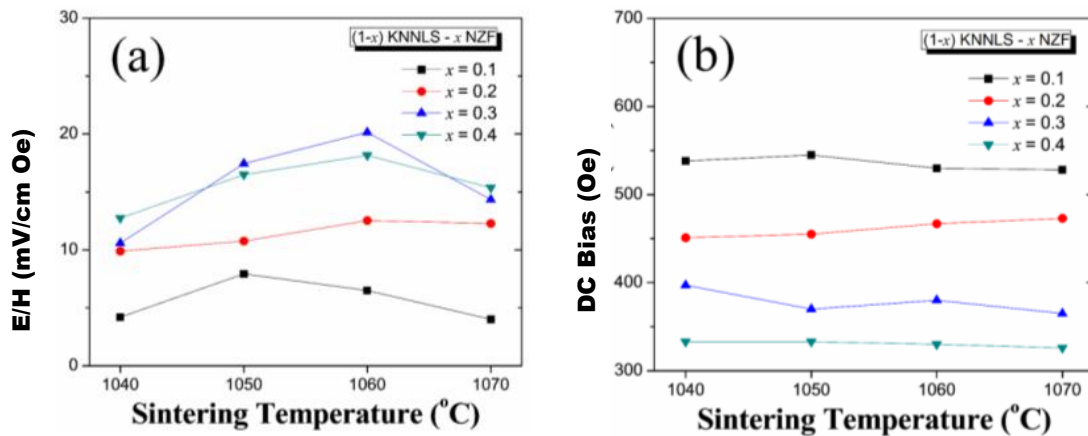 (a)
(1-x) KNNLS - x NZF
x = 0.1
x = 0.2
x = 0.3
x = 0.4
30
20
10
0
E/H (mV/cm Oe)
1040 1050 1060 1070
Sintering Temperature (°C)
(b)
(1-x) KNNLS - x NZF
x = 0.1
x = 0.2
x = 0.3
x = 0.4
700
600
500
400
300
DC Bias (Oe)
1040 1050 1060 1070
Sintering Temperature (°C)